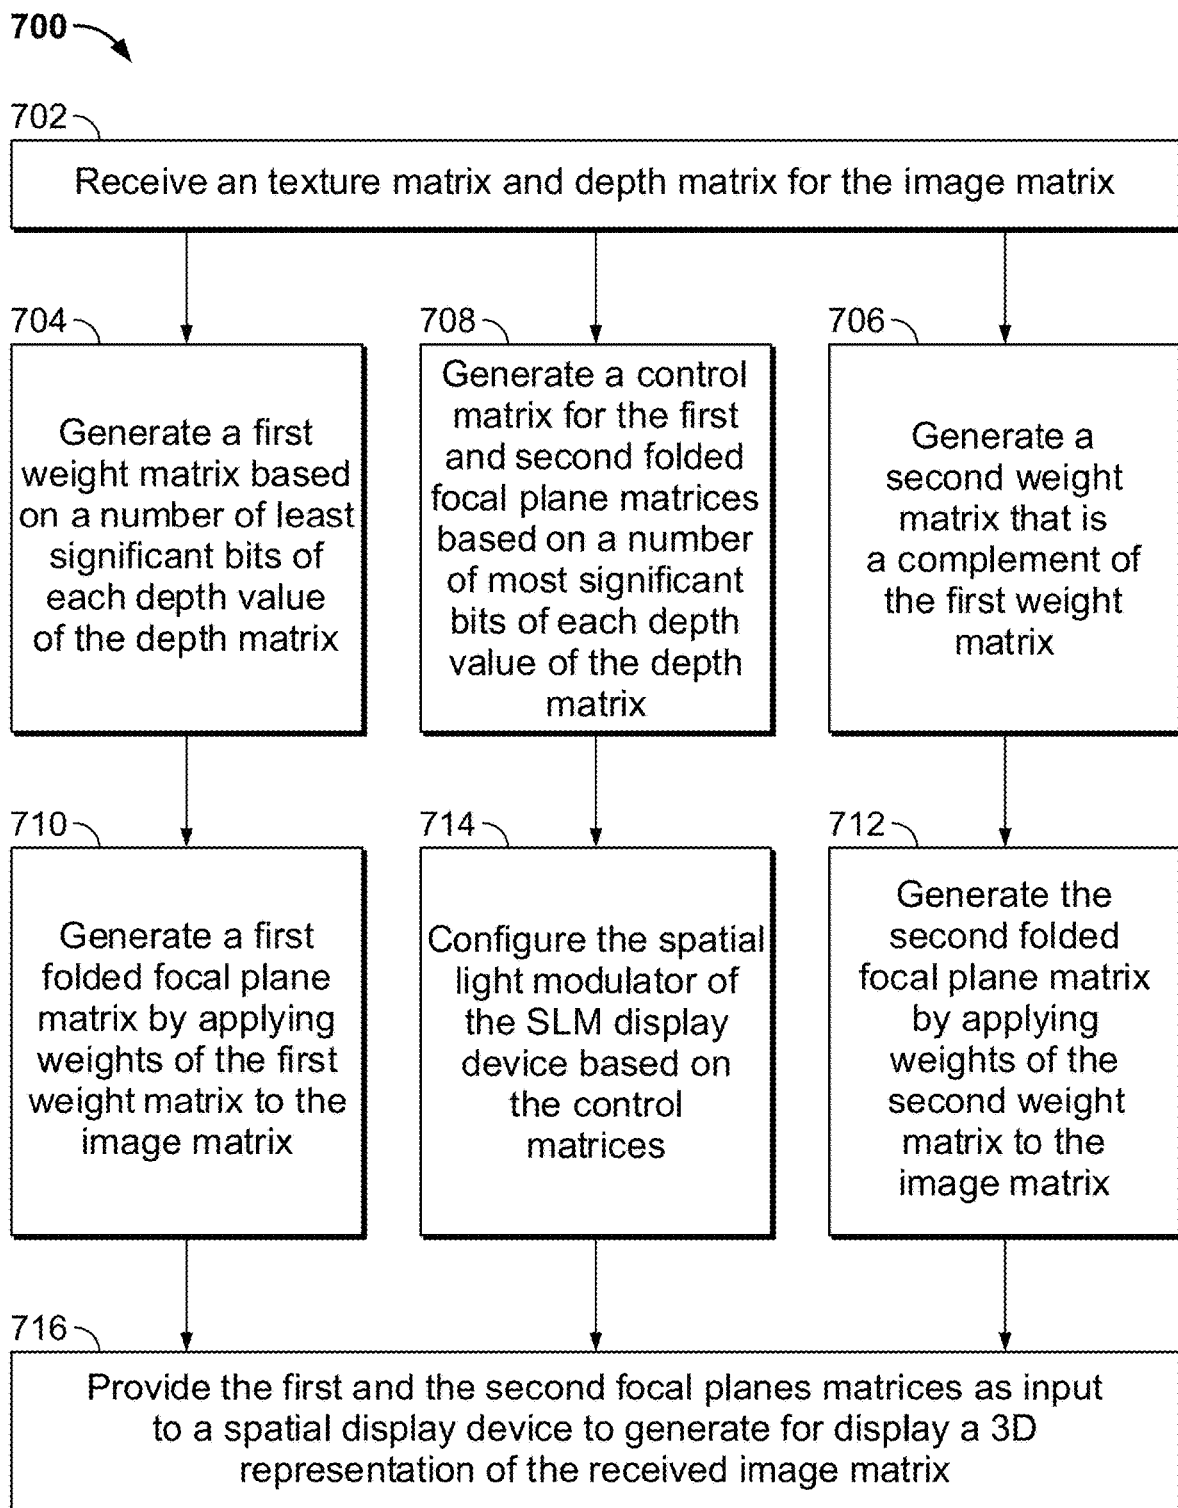 700
702
Receive an texture matrix and depth matrix for the image matrix
704
Generate a first
weight matrix based
on a number of least
significant bits of
each depth value
of the depth matrix
708
Generate a control
matrix for the first
and second folded
focal plane matrices
based on a number
of most significant
bits of each depth
value of the depth
matrix
706
Generate a
second weight
matrix that is
a complement of
the first weight
matrix
710
Generate a first
folded focal plane
matrix by applying
weights of the first
weight matrix to the
image matrix
714
Configure the spatial
light modulator of
the SLM display
device based on
the control
matrices
712
Generate the
second folded
focal plane matrix
by applying
weights of the
second weight
matrix to the
image matrix
716
Provide the first and the second focal planes matrices as input
to a spatial display device to generate for display a 3D
representation of the received image matrix